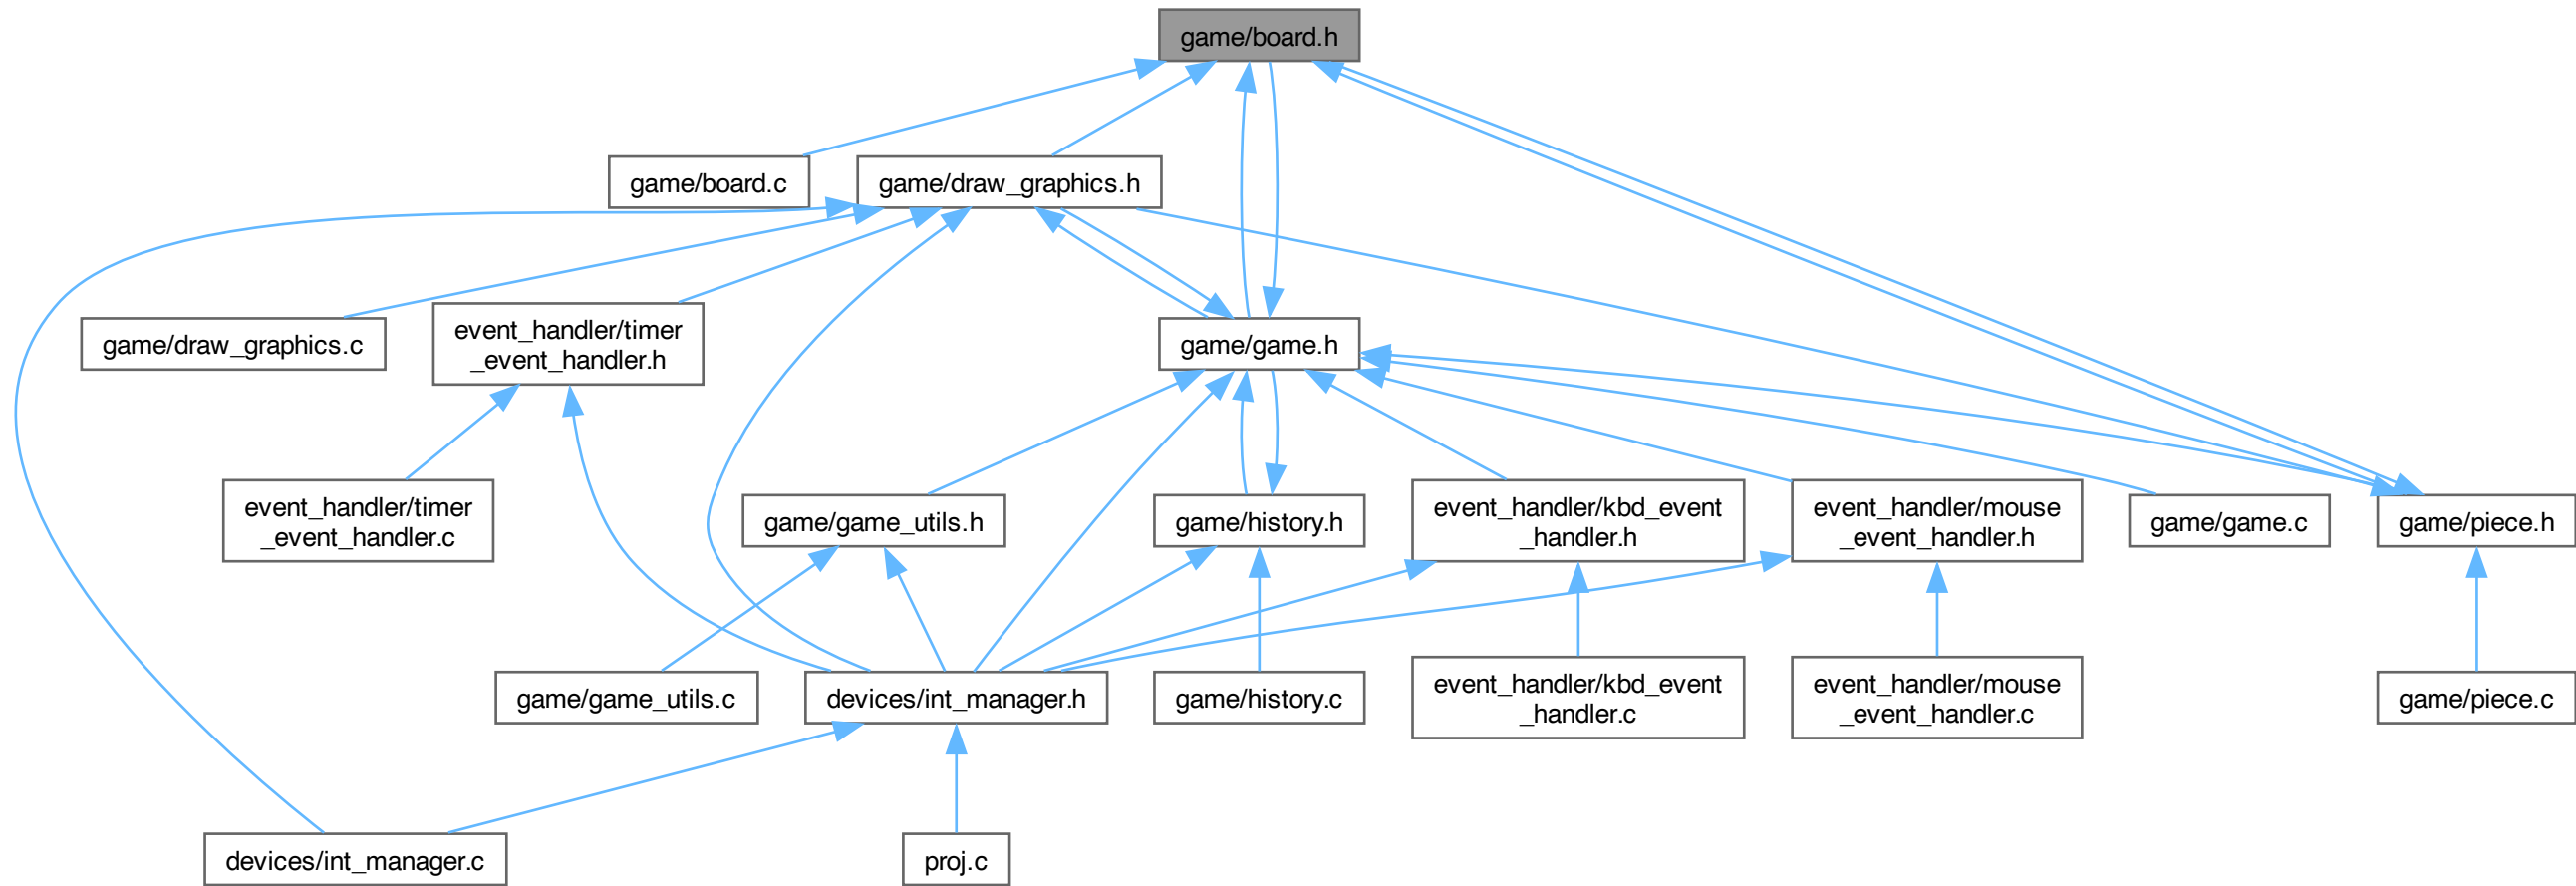 game/board.h
game/board.c
game/draw_graphics.h
game/draw_graphics.c
event_handler/timer
_event_handler.h
game/game.h
event_handler/timer
_event_handler.c
game/game_utils.h
game/history.h
event_handler/kbd_event
_handler.h
event_handler/mouse
_event_handler.h
game/game.c
game/piece.h
game/game_utils.c
devices/int_manager.h
game/history.c
event_handler/kbd_event
_handler.c
event_handler/mouse
_event_handler.c
game/piece.c
devices/int_manager.c
proj.c